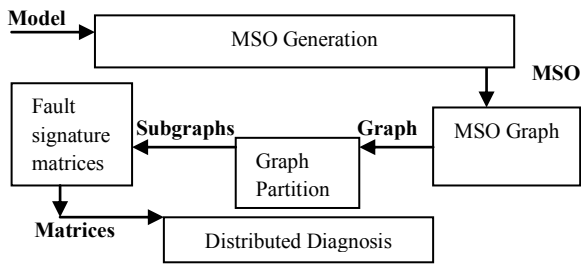 Model
MSO Generation
MSO
Fault
signature
matrices
Subgraphs
Graph
Partition
Graph
MSO Graph
Matrices
Distributed Diagnosis